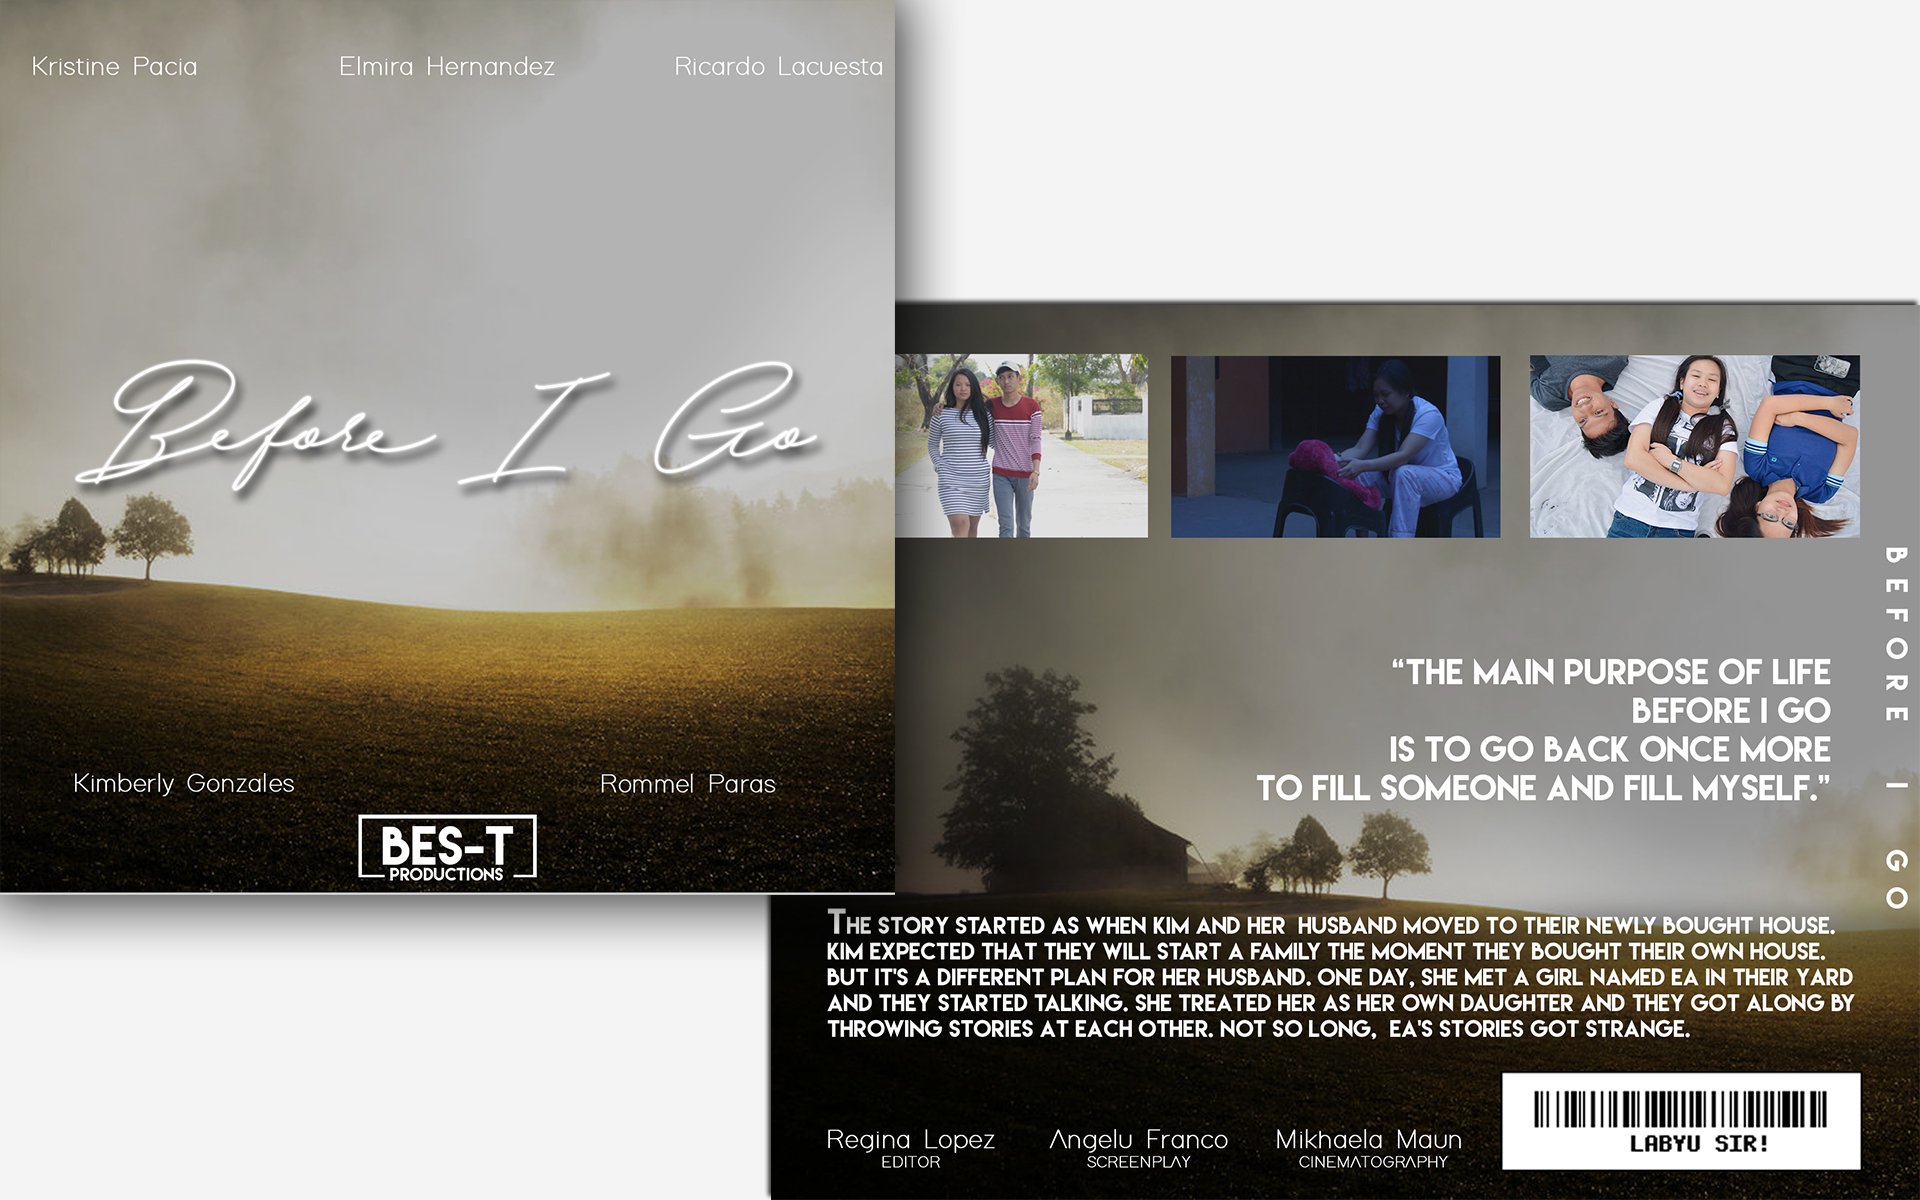 Kristine Pacia
Elmira Hernandez
Ricardo Lacuesta
Before I Go
Kimberly Gonzales
Rommel Paras
BES-T
PRODUCTIONS
“THE MAIN PURPOSE OF LIFE
BEFORE I GO
IS TO GO BACK ONCE MORE
TO FILL SOMEONE AND FILL MYSELF.”
BEFORE I GO
THE STORY STARTED AS WHEN KIM AND HER HUSBAND MOVED TO THEIR NEWLY BOUGHT HOUSE.
KIM EXPECTED THAT THEY WILL START A FAMILY THE MOMENT THEY BOUGHT THEIR OWN HOUSE.
BUT IT'S A DIFFERENT PLAN FOR HER HUSBAND. ONE DAY, SHE MET A GIRL NAMED EA IN THEIR YARD
AND THEY STARTED TALKING. SHE TREATED HER AS HER OWN DAUGHTER AND THEY GOT ALONG BY
THROWING STORIES AT EACH OTHER. NOT SO LONG, EA'S STORIES GOT STRANGE.
Regina Lopez
EDITOR
Angelu Franco
SCREENPLAY
Mikhaela Maun
CINEMATOGRAPHY
LABYU SIR!